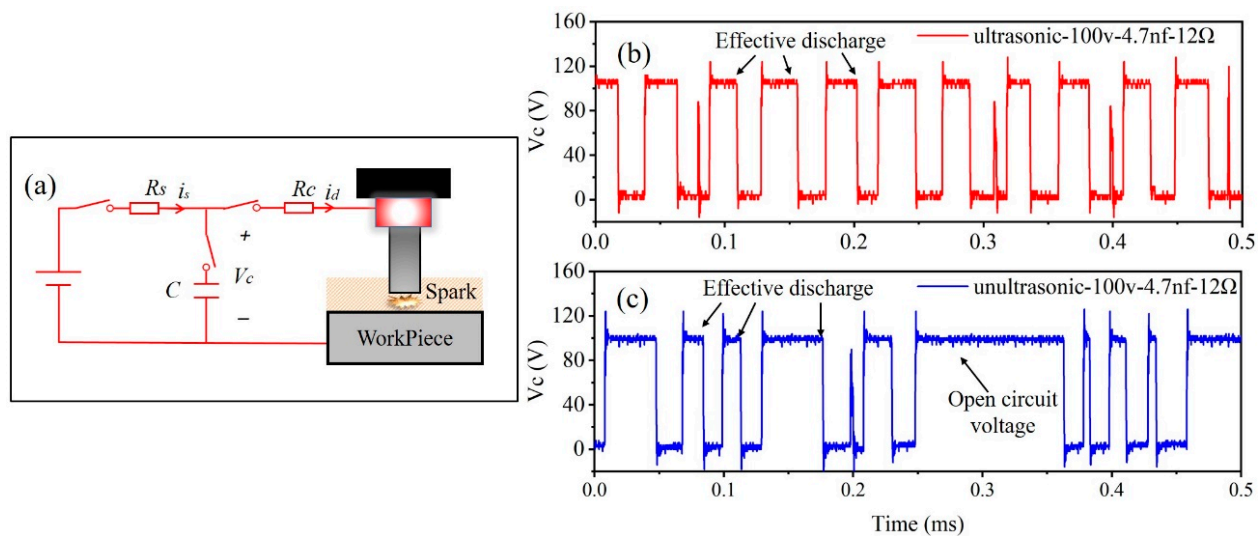 (a)
Rs
is
Rc
id
+
Vc
C
−
Spark
WorkPiece
160
120
80
40
0
Vc (V)
(b)
Effective discharge
ultrasonic-100v-4.7nf-12Ω
0.0 0.1 0.2 0.3 0.4 0.5
160
120
80
40
0
Vc (V)
(c)
Effective discharge
unultrasonic-100v-4.7nf-12Ω
Open circuit
voltage
0.0 0.1 0.2 0.3 0.4 0.5
Time (ms)